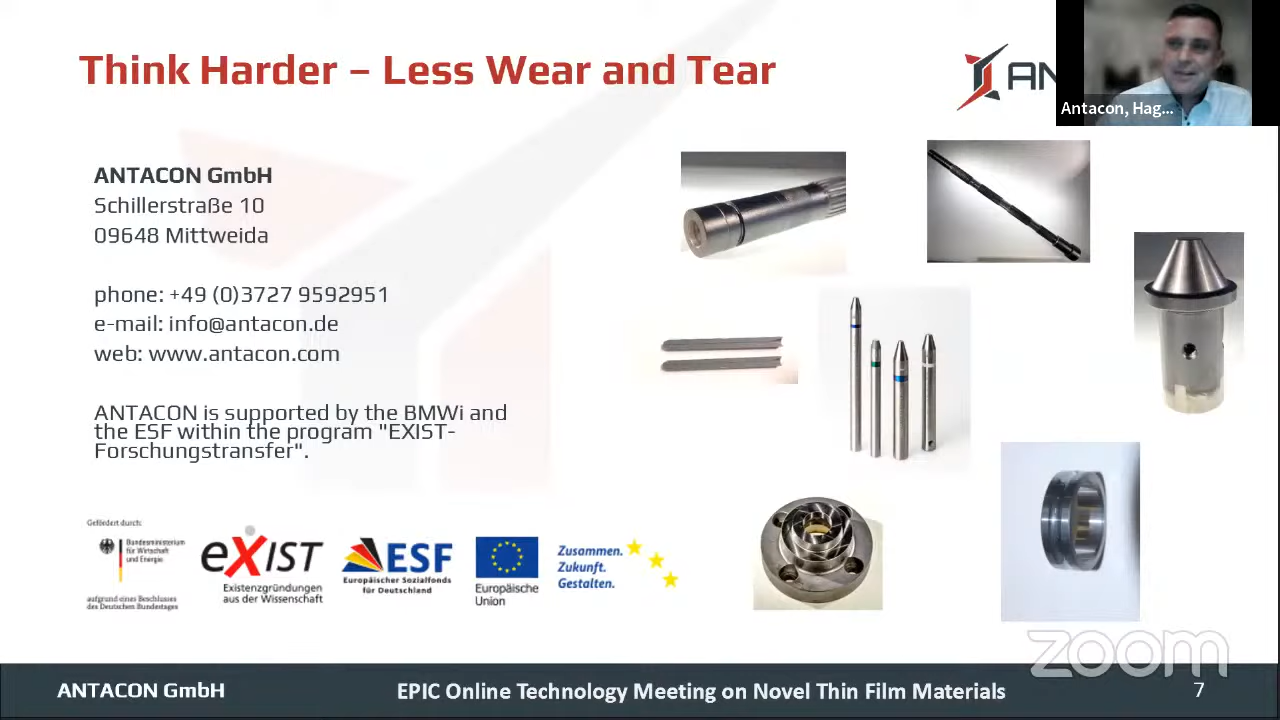 Think Harder – Less Wear and Tear
Antacon, Hag...
ANTACON GmbH
Schillerstraße 10
09648 Mittweida
phone: +49 (0)3727 9592951
e-mail: info@antacon.de
web: www.antacon.com
ANTACON is supported by the BMWi and
the ESF within the program "EXIST-
Forschungstransfer".
Gefördert durch:
Bundesministerium
für Wirtschaft
und Energie
aufgrund eines Beschlusses
des Deutschen Bundestages
eXIST
Existenzgründungen
aus der Wissenschaft
ESF
Europäischer Sozialfonds
für Deutschland
Europäische
Union
Zusammen.
Zukunft.
Gestalten.
zoom
ANTACON GmbH
EPIC Online Technology Meeting on Novel Thin Film Materials
7